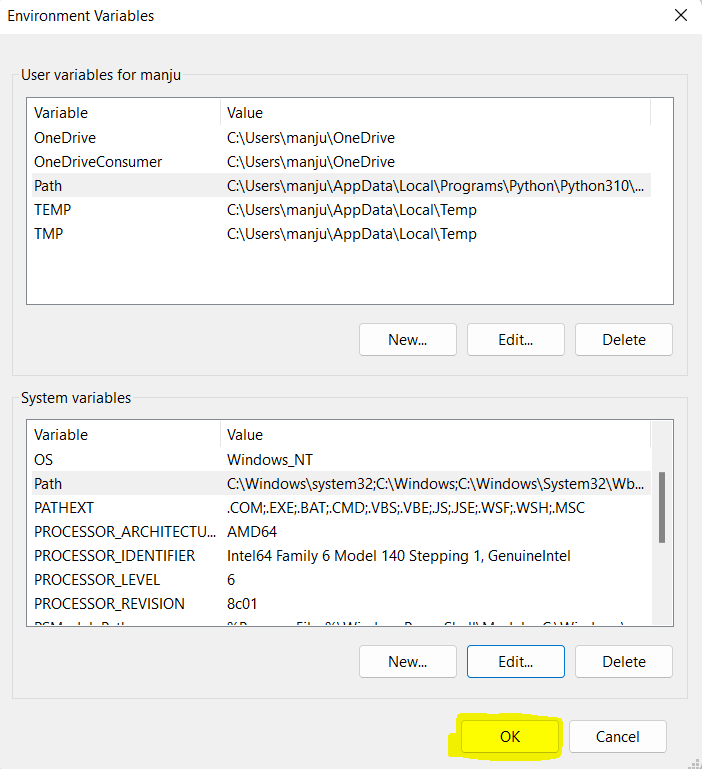 Environment Variables
User variables for manju
Variable Value
OneDrive C:\Users\manju\OneDrive
OneDriveConsumer C:\Users\manju\OneDrive
Path C:\Users\manju\AppData\Local\Programs\Python\Python310\...
TEMP C:\Users\manju\AppData\Local\Temp
TMP C:\Users\manju\AppData\Local\Temp
New... Edit... Delete
System variables
Variable Value
OS Windows_NT
Path C:\Windows\system32;C:\Windows;C:\Windows\System32\Wb...
PATHEXT .COM;.EXE;.BAT;.CMD;.VBS;.VBE;.JS;.JSE;.WSF;.WSH;.MSC
PROCESSOR_ARCHITECTU... AMD64
PROCESSOR_IDENTIFIER Intel64 Family 6 Model 140 Stepping 1, GenuineIntel
PROCESSOR_LEVEL 6
PROCESSOR_REVISION 8c01
New... Edit... Delete
OK Cancel